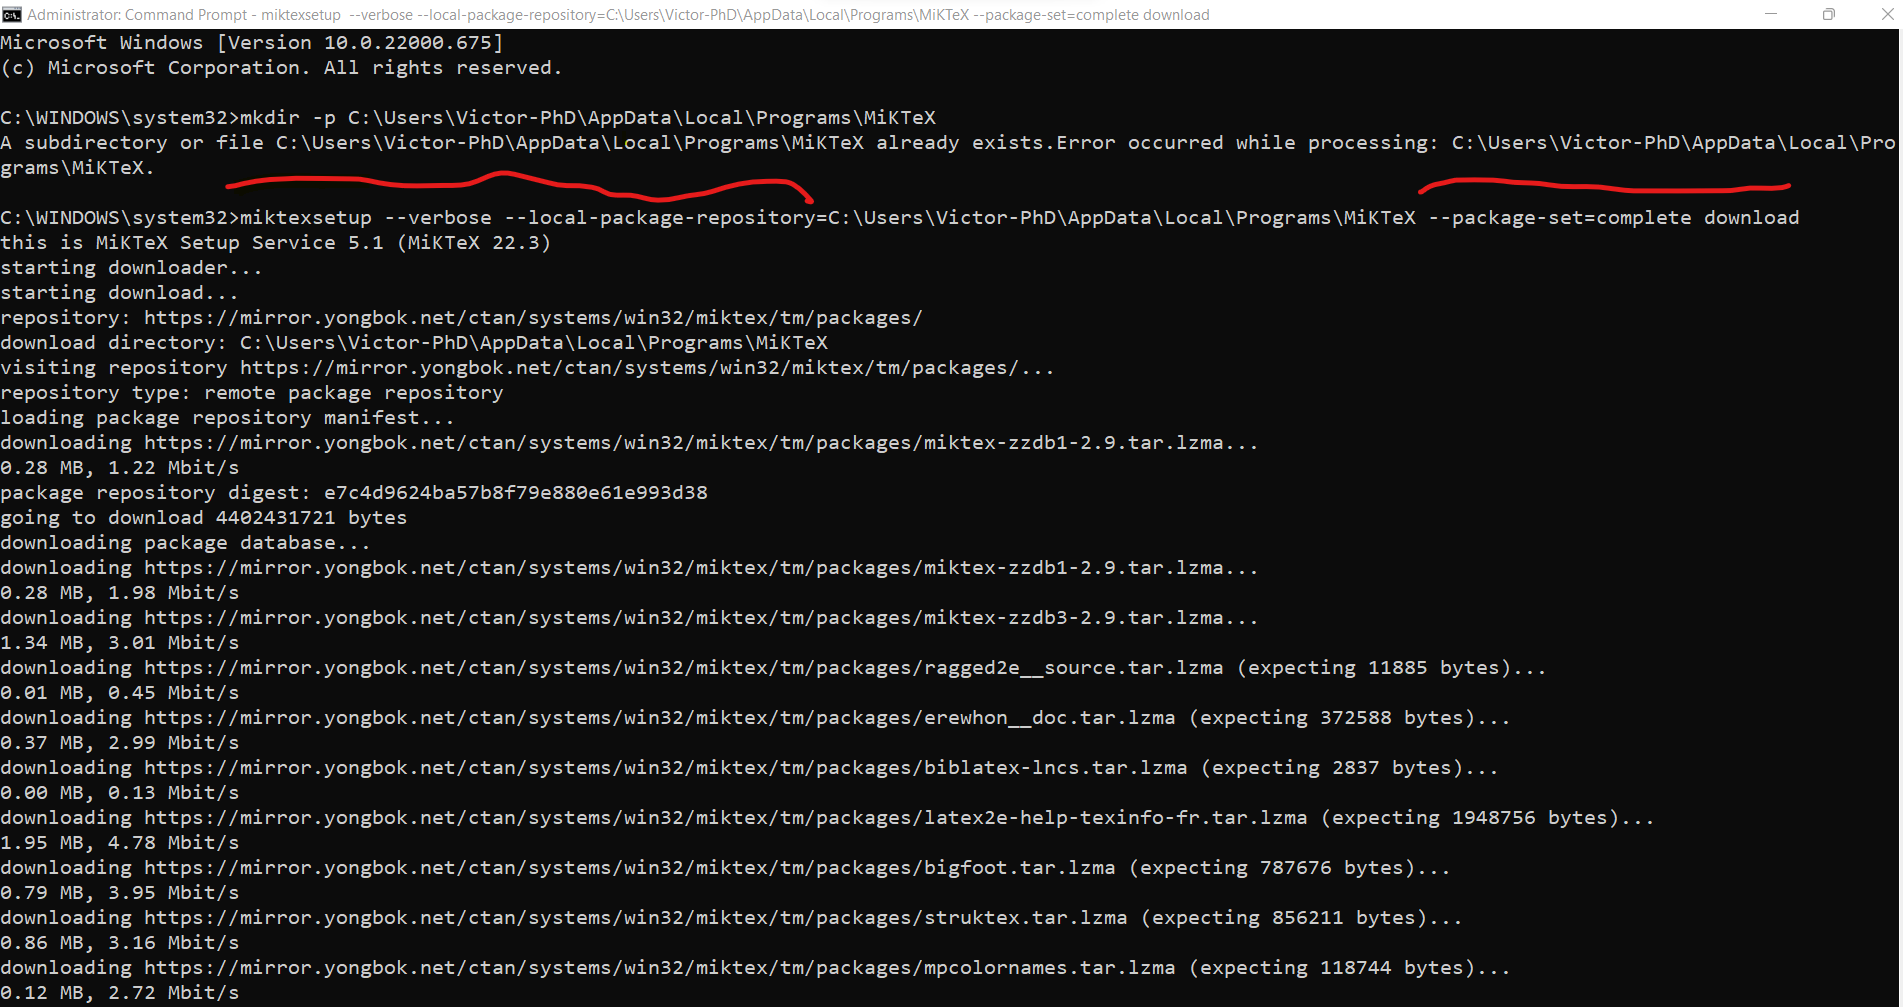 Administrator: Command Prompt - miktexsetup  --verbose --local-package-repository=C:\Users\Victor-PhD\AppData\Local\Programs\MiKTeX --package-set=complete download
Microsoft Windows [Version 10.0.22000.675]
(c) Microsoft Corporation. All rights reserved.
C:\WINDOWS\system32>mkdir -p C:\Users\Victor-PhD\AppData\Local\Programs\MiKTeX
A subdirectory or file C:\Users\Victor-PhD\AppData\Local\Programs\MiKTeX already exists.Error occurred while processing: C:\Users\Victor-PhD\AppData\Local\Pro
grams\MiKTeX.
C:\WINDOWS\system32>miktexsetup --verbose --local-package-repository=C:\Users\Victor-PhD\AppData\Local\Programs\MiKTeX --package-set=complete download
this is MiKTeX Setup Service 5.1 (MiKTeX 22.3)
starting downloader...
starting download...
repository: https://mirror.yongbok.net/ctan/systems/win32/miktex/tm/packages/
download directory: C:\Users\Victor-PhD\AppData\Local\Programs\MiKTeX
visiting repository https://mirror.yongbok.net/ctan/systems/win32/miktex/tm/packages/...
repository type: remote package repository
loading package repository manifest...
downloading https://mirror.yongbok.net/ctan/systems/win32/miktex/tm/packages/miktex-zzdb1-2.9.tar.lzma...
0.28 MB, 1.22 Mbit/s
package repository digest: e7c4d9624ba57b8f79e880e61e993d38
going to download 4402431721 bytes
downloading package database...
downloading https://mirror.yongbok.net/ctan/systems/win32/miktex/tm/packages/miktex-zzdb1-2.9.tar.lzma...
0.28 MB, 1.98 Mbit/s
downloading https://mirror.yongbok.net/ctan/systems/win32/miktex/tm/packages/miktex-zzdb3-2.9.tar.lzma...
1.34 MB, 3.01 Mbit/s
downloading https://mirror.yongbok.net/ctan/systems/win32/miktex/tm/packages/ragged2e__source.tar.lzma (expecting 11885 bytes)...
0.01 MB, 0.45 Mbit/s
downloading https://mirror.yongbok.net/ctan/systems/win32/miktex/tm/packages/erewhon__doc.tar.lzma (expecting 372588 bytes)...
0.37 MB, 2.99 Mbit/s
downloading https://mirror.yongbok.net/ctan/systems/win32/miktex/tm/packages/biblatex-lncs.tar.lzma (expecting 2837 bytes)...
0.00 MB, 0.13 Mbit/s
downloading https://mirror.yongbok.net/ctan/systems/win32/miktex/tm/packages/latex2e-help-texinfo-fr.tar.lzma (expecting 1948756 bytes)...
1.95 MB, 4.78 Mbit/s
downloading https://mirror.yongbok.net/ctan/systems/win32/miktex/tm/packages/bigfoot.tar.lzma (expecting 787676 bytes)...
0.79 MB, 3.95 Mbit/s
downloading https://mirror.yongbok.net/ctan/systems/win32/miktex/tm/packages/struktex.tar.lzma (expecting 856211 bytes)...
0.86 MB, 3.16 Mbit/s
downloading https://mirror.yongbok.net/ctan/systems/win32/miktex/tm/packages/mpcolornames.tar.lzma (expecting 118744 bytes)...
0.12 MB, 2.72 Mbit/s